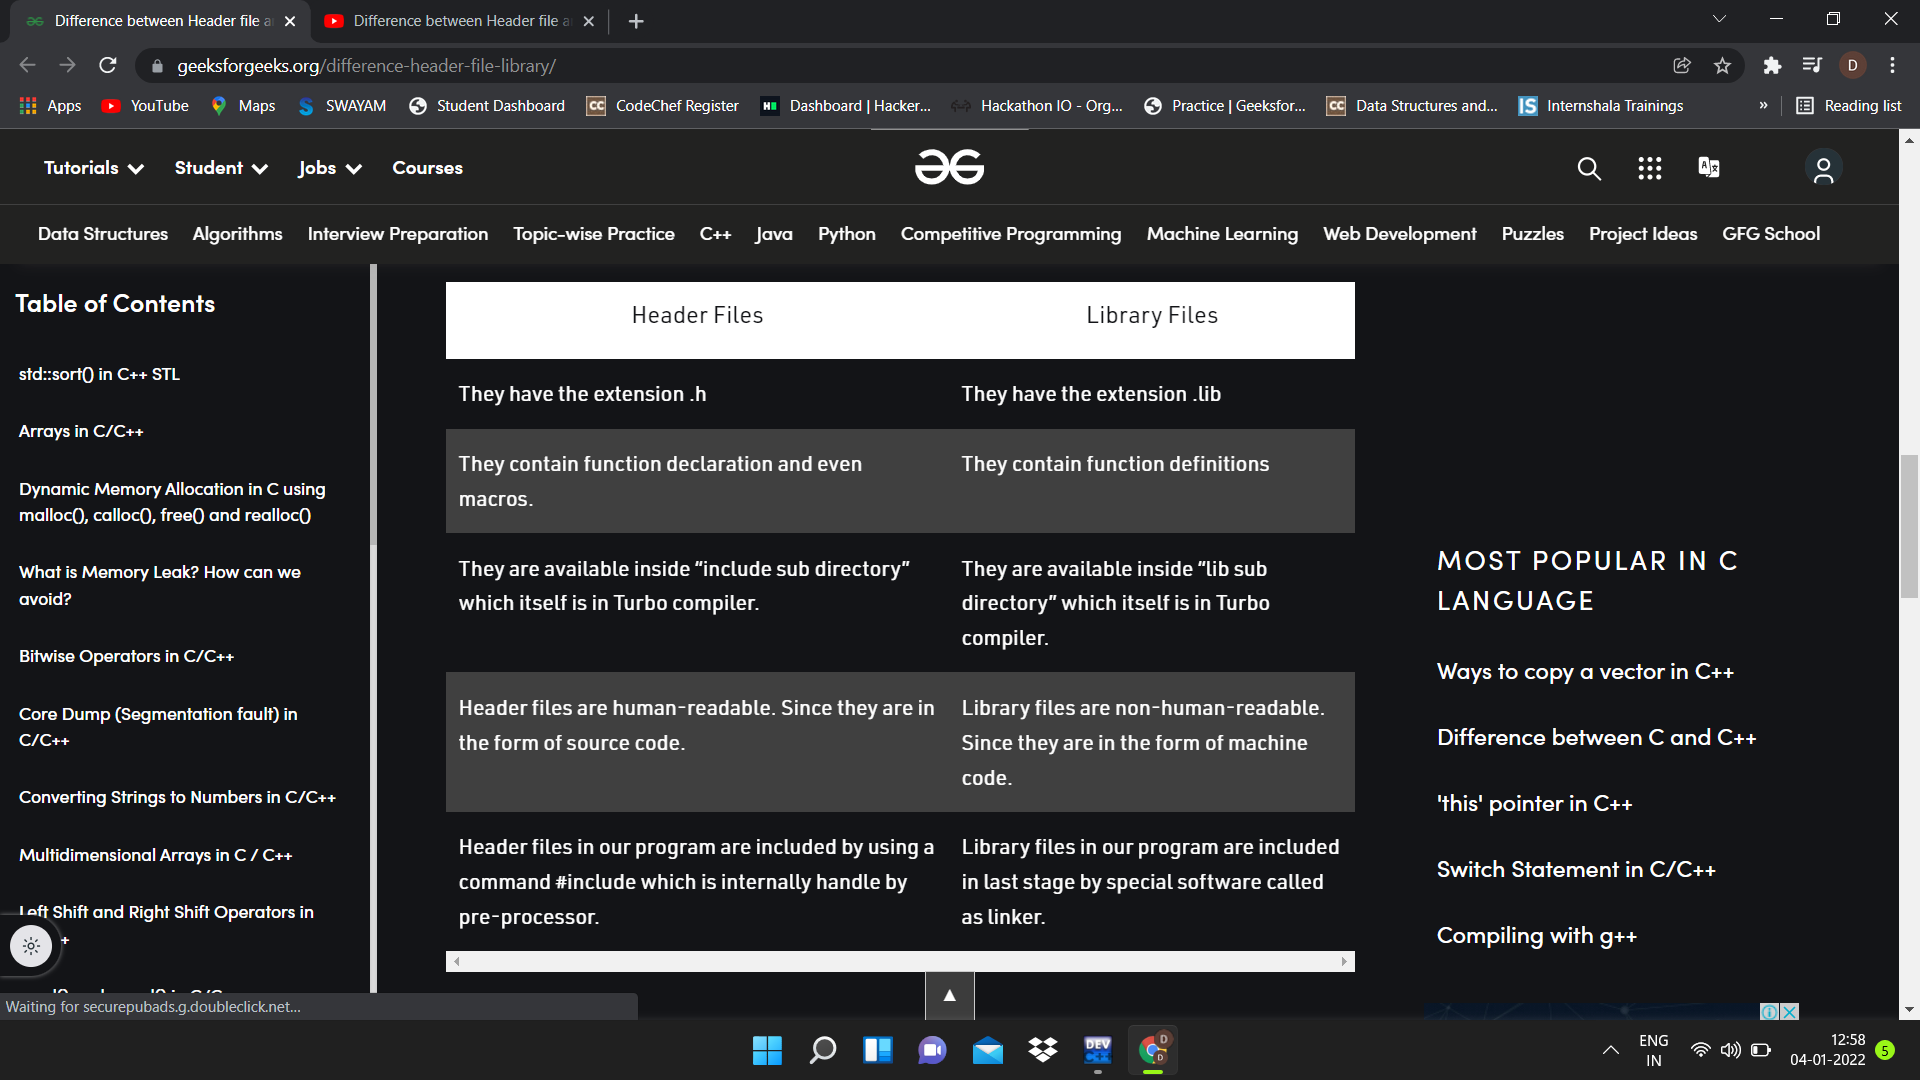 Difference between Header file a
Difference between Header file a
geeksforgeeks.org/difference-header-file-library/
D
Apps
YouTube
Maps
SWAYAM
Student Dashboard
CC CodeChef Register
Dashboard | Hacker...
Hackathon IO - Org...
Practice | Geeksfor...
CC Data Structures and...
IS Internshala Trainings
»
Reading list
Tutorials
Student
Jobs
Courses
Data Structures
Algorithms
Interview Preparation
Topic-wise Practice
C++
Java
Python
Competitive Programming
Machine Learning
Web Development
Puzzles
Project Ideas
GFG School
Table of Contents
std::sort() in C++ STL
Arrays in C/C++
Dynamic Memory Allocation in C using
malloc(), calloc(), free() and realloc()
What is Memory Leak? How can we
avoid?
Bitwise Operators in C/C++
Core Dump (Segmentation fault) in
C/C++
Converting Strings to Numbers in C/C++
Multidimensional Arrays in C / C++
Left Shift and Right Shift Operators in
Waiting for securepubads.g.doubleclick.net...
Header Files
Library Files
They have the extension .h
They have the extension .lib
They contain function declaration and even
macros.
They contain function definitions
They are available inside “include sub directory”
which itself is in Turbo compiler.
They are available inside “lib sub
directory” which itself is in Turbo
compiler.
Header files are human-readable. Since they are in
the form of source code.
Library files are non-human-readable.
Since they are in the form of machine
code.
Header files in our program are included by using a
command #include which is internally handle by
pre-processor.
Library files in our program are included
in last stage by special software called
as linker.
MOST POPULAR IN C
LANGUAGE
Ways to copy a vector in C++
Difference between C and C++
'this' pointer in C++
Switch Statement in C/C++
Compiling with g++
DEV
C++
D
D
ENG
IN
12:58
04-01-2022
5